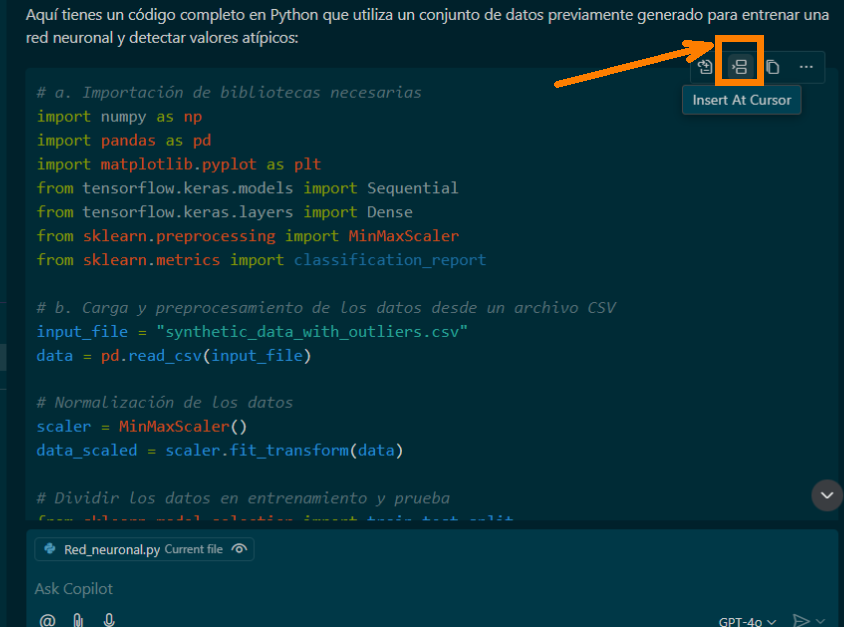 Aquí tienes un código completo en Python que utiliza un conjunto de datos previamente generado para entrenar una
red neuronal y detectar valores atípicos:
Insert At Cursor
# a. Importación de bibliotecas necesarias
import numpy as np
import pandas as pd
import matplotlib.pyplot as plt
from tensorflow.keras.models import Sequential
from tensorflow.keras.layers import Dense
from sklearn.preprocessing import MinMaxScaler
from sklearn.metrics import classification_report
# b. Carga y preprocesamiento de los datos desde un archivo CSV
input_file = "synthetic_data_with_outliers.csv"
data = pd.read_csv(input_file)
# Normalización de los datos
scaler = MinMaxScaler()
data_scaled = scaler.fit_transform(data)
# Dividir los datos en entrenamiento y prueba
from sklearn.model_selection import train_test_split
Red_neuronal.py Current file
Ask Copilot
@
GPT-4o